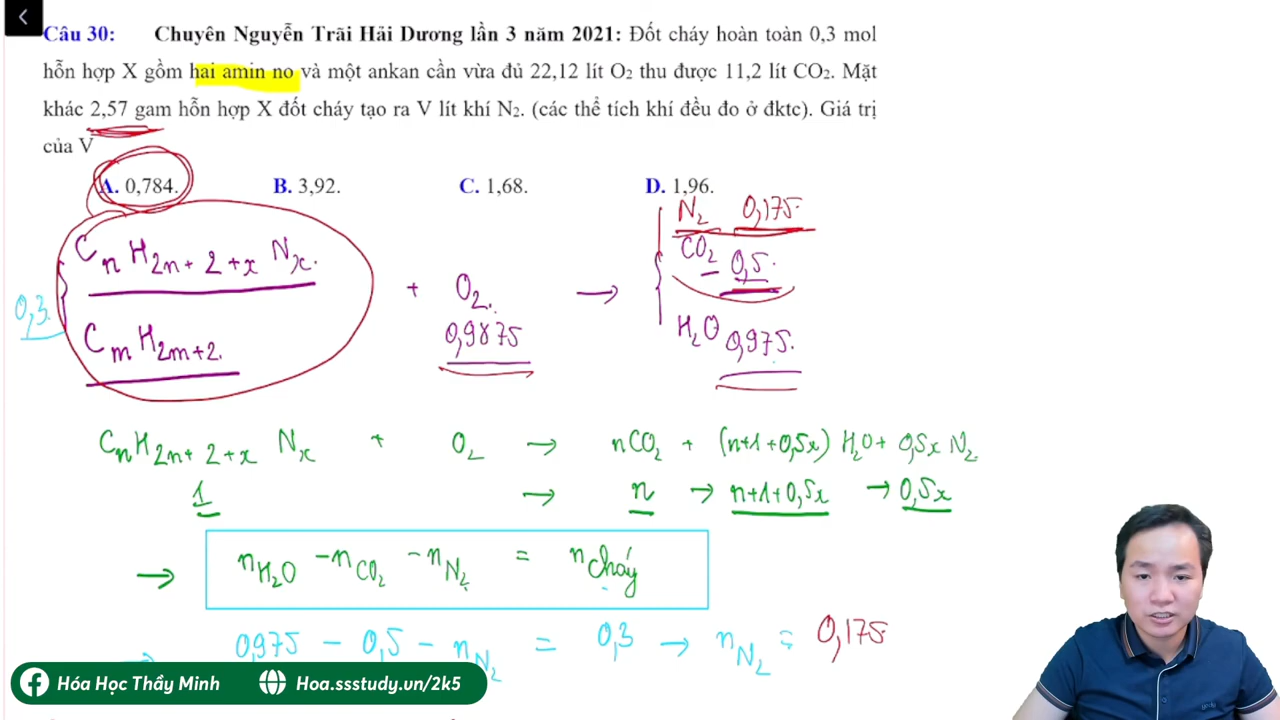 Câu 30: Chuyên Nguyễn Trãi Hải Dương lần 3 năm 2021: Đốt cháy hoàn toàn 0,3 mol
hỗn hợp X gồm hai amin no và một ankan cần vừa đủ 22,12 lít O₂ thu được 11,2 lít CO₂. Mặt
khác 2,57 gam hỗn hợp X đốt cháy tạo ra V lít khí N₂. (các thể tích khí đều đo ở đktc). Giá trị
của V
A. 0,784. B. 3,92. C. 1,68. D. 1,96.
N₂ 0,175.
CnH2n+2+xNx.
CO₂ 0,5.
0,3
+ O₂. →
0,9875
CmH2m+2.
H₂O 0,975.
CnH2n+2+xNx + O₂ → nCO₂ + (n+1+0,5x) H₂O + 0,5x N₂.
1 → n → n+1+0,5x → 0,5x
→ nH₂O - nCO₂ - nN₂ = n cháy
→ 0,975 - 0,5 - nN₂ = 0,3 → nN₂ = 0,175
Hóa Học Thầy Minh Hoa.ssstudy.vn/2k5